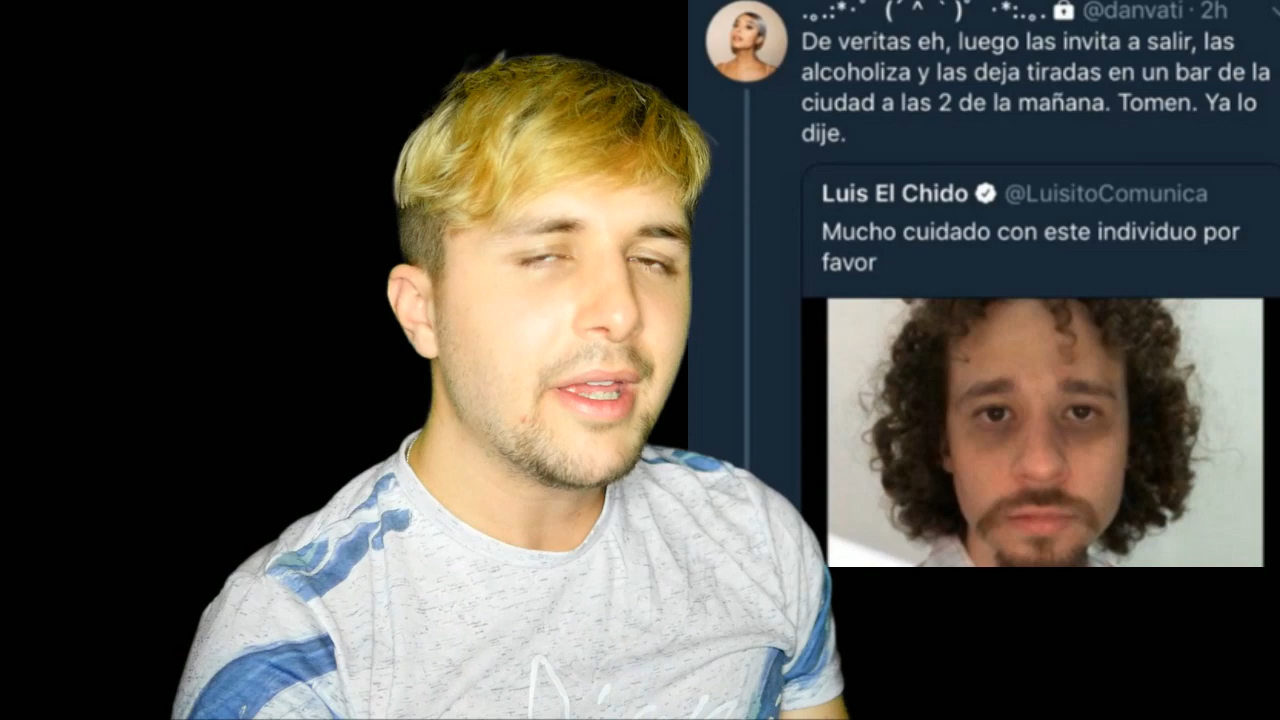 .｡.:*･ﾟ (´^｀)ﾟ ･*:.｡. 🔒 @danvati · 2h
De veritas eh, luego las invita a salir, las
alcoholiza y las deja tiradas en un bar de la
ciudad a las 2 de la mañana. Tomen. Ya lo
dije.
Luis El Chido @LuisitoComunica
Mucho cuidado con este individuo por
favor